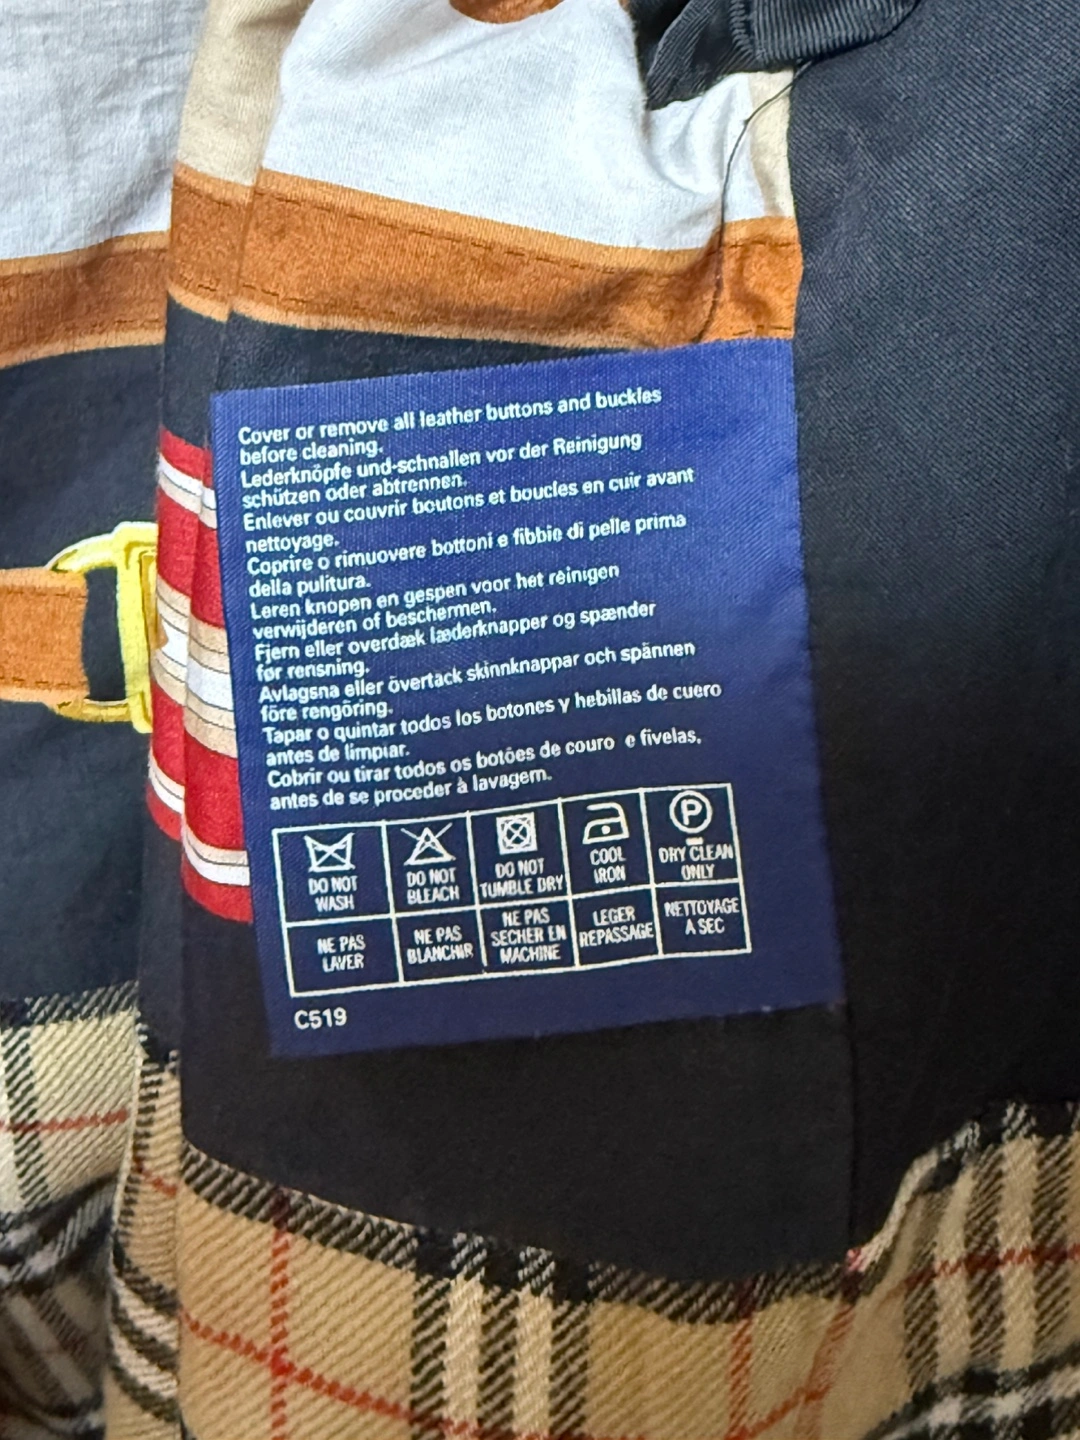 Cover or remove all leather buttons and buckles
before cleaning.
Lederknöpfe und-schnallen vor der Reinigung
schützen oder abtrennen.
Enlever ou couvrir boutons et boucles en cuir avant
nettoyage.
Coprire o rimuovere bottoni e fibbie di pelle prima
della pulitura.
Leren knopen en gespen voor het reinigen
verwijderen of beschermen.
Fjern eller overdæk læderknapper og spænder
før rensning.
Avlagsna eller övertack skinnknappar och spännen
före rengöring.
Tapar o quintar todos los botones y hebillas de cuero
antes de limpiar.
Cobrir ou tirar todos os botões de couro e fivelas,
antes de se proceder à lavagem.
P
DO NOT WASH
DO NOT BLEACH
DO NOT TUMBLE DRY
COOL IRON
DRY CLEAN ONLY
NE PAS LAVER
NE PAS BLANCHIR
NE PAS SECHER EN MACHINE
LEGER REPASSAGE
NETTOYAGE A SEC
C519